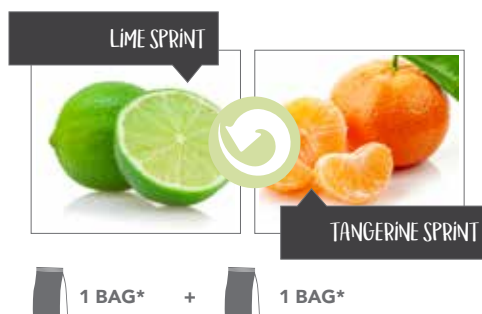 LIME SPRINT
TANGERINE SPRINT
1 BAG* + 1 BAG*